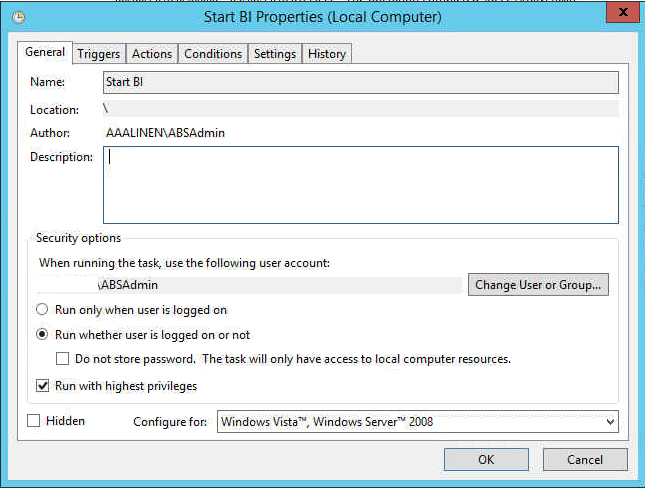 Start BI Properties (Local Computer)
x
General Triggers Actions Conditions Settings History
Name: Start BI
Location: \
Author: AAALINEN\ABSAdmin
Description:
Security options
When running the task, use the following user account:
\ABSAdmin Change User or Group...
Run only when user is logged on
Run whether user is logged on or not
Do not store password. The task will only have access to local computer resources.
Run with highest privileges
Hidden Configure for: Windows Vista™, Windows Server™ 2008
OK Cancel